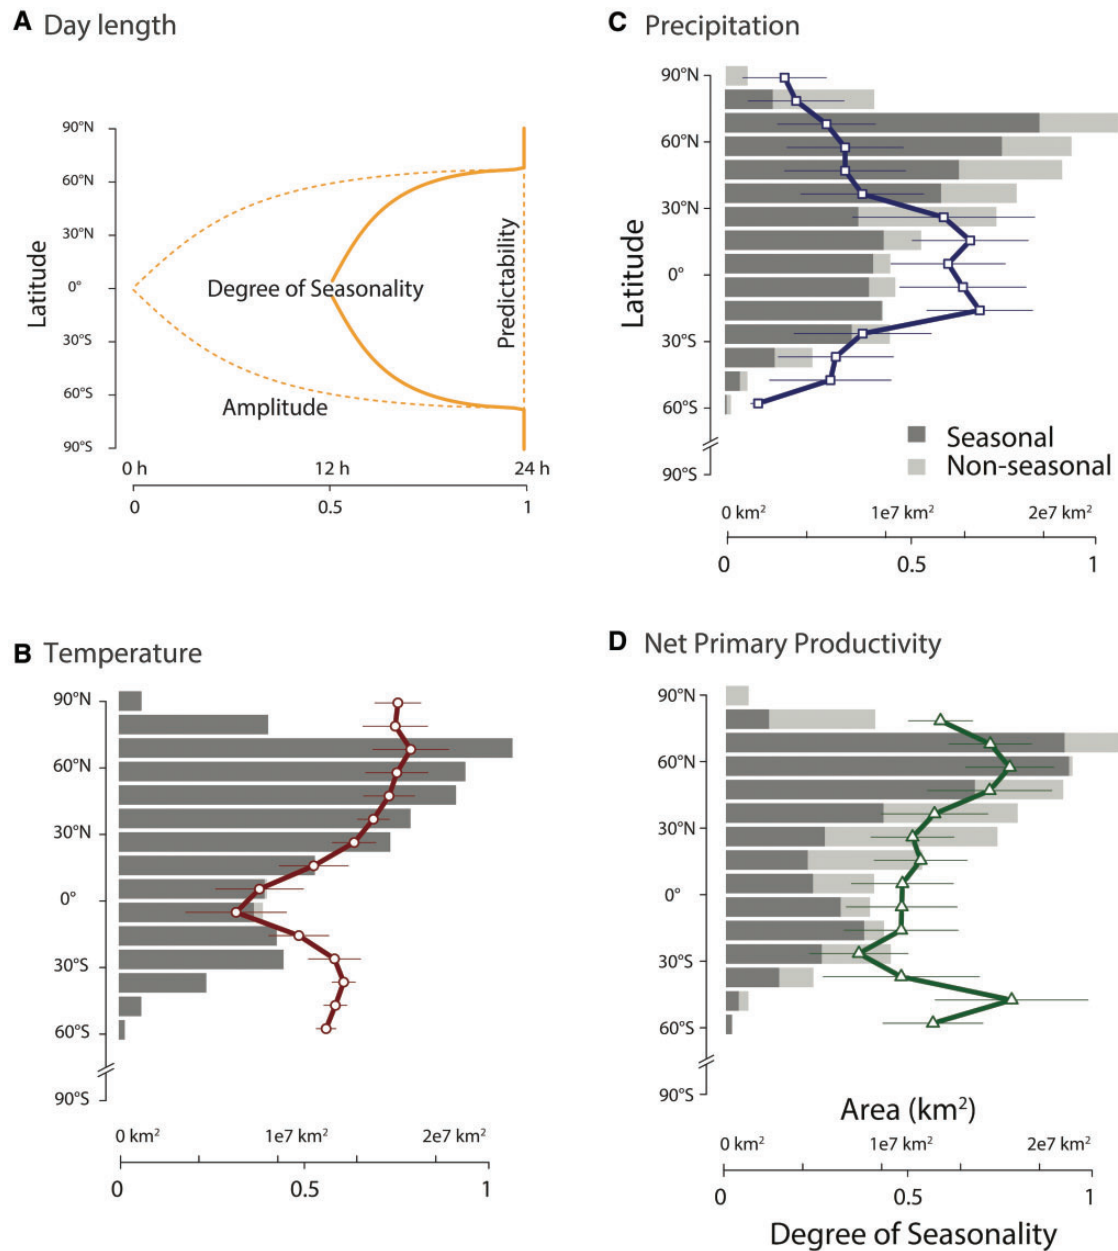 A Day length
90°N
60°N
30°N
0°
30°S
60°S
90°S
Latitude
Degree of Seasonality
Amplitude
Predictability
0 h 12 h 24 h
0 0.5 1
C Precipitation
90°N
60°N
30°N
0°
30°S
60°S
90°S
Latitude
Seasonal
Non-seasonal
0 km² 1e7 km² 2e7 km²
0 0.5 1
B Temperature
90°N
60°N
30°N
0°
30°S
60°S
90°S
0 km² 1e7 km² 2e7 km²
0 0.5 1
D Net Primary Productivity
90°N
60°N
30°N
0°
30°S
60°S
90°S
Area (km²)
0 km² 1e7 km² 2e7 km²
0 0.5 1
Degree of Seasonality